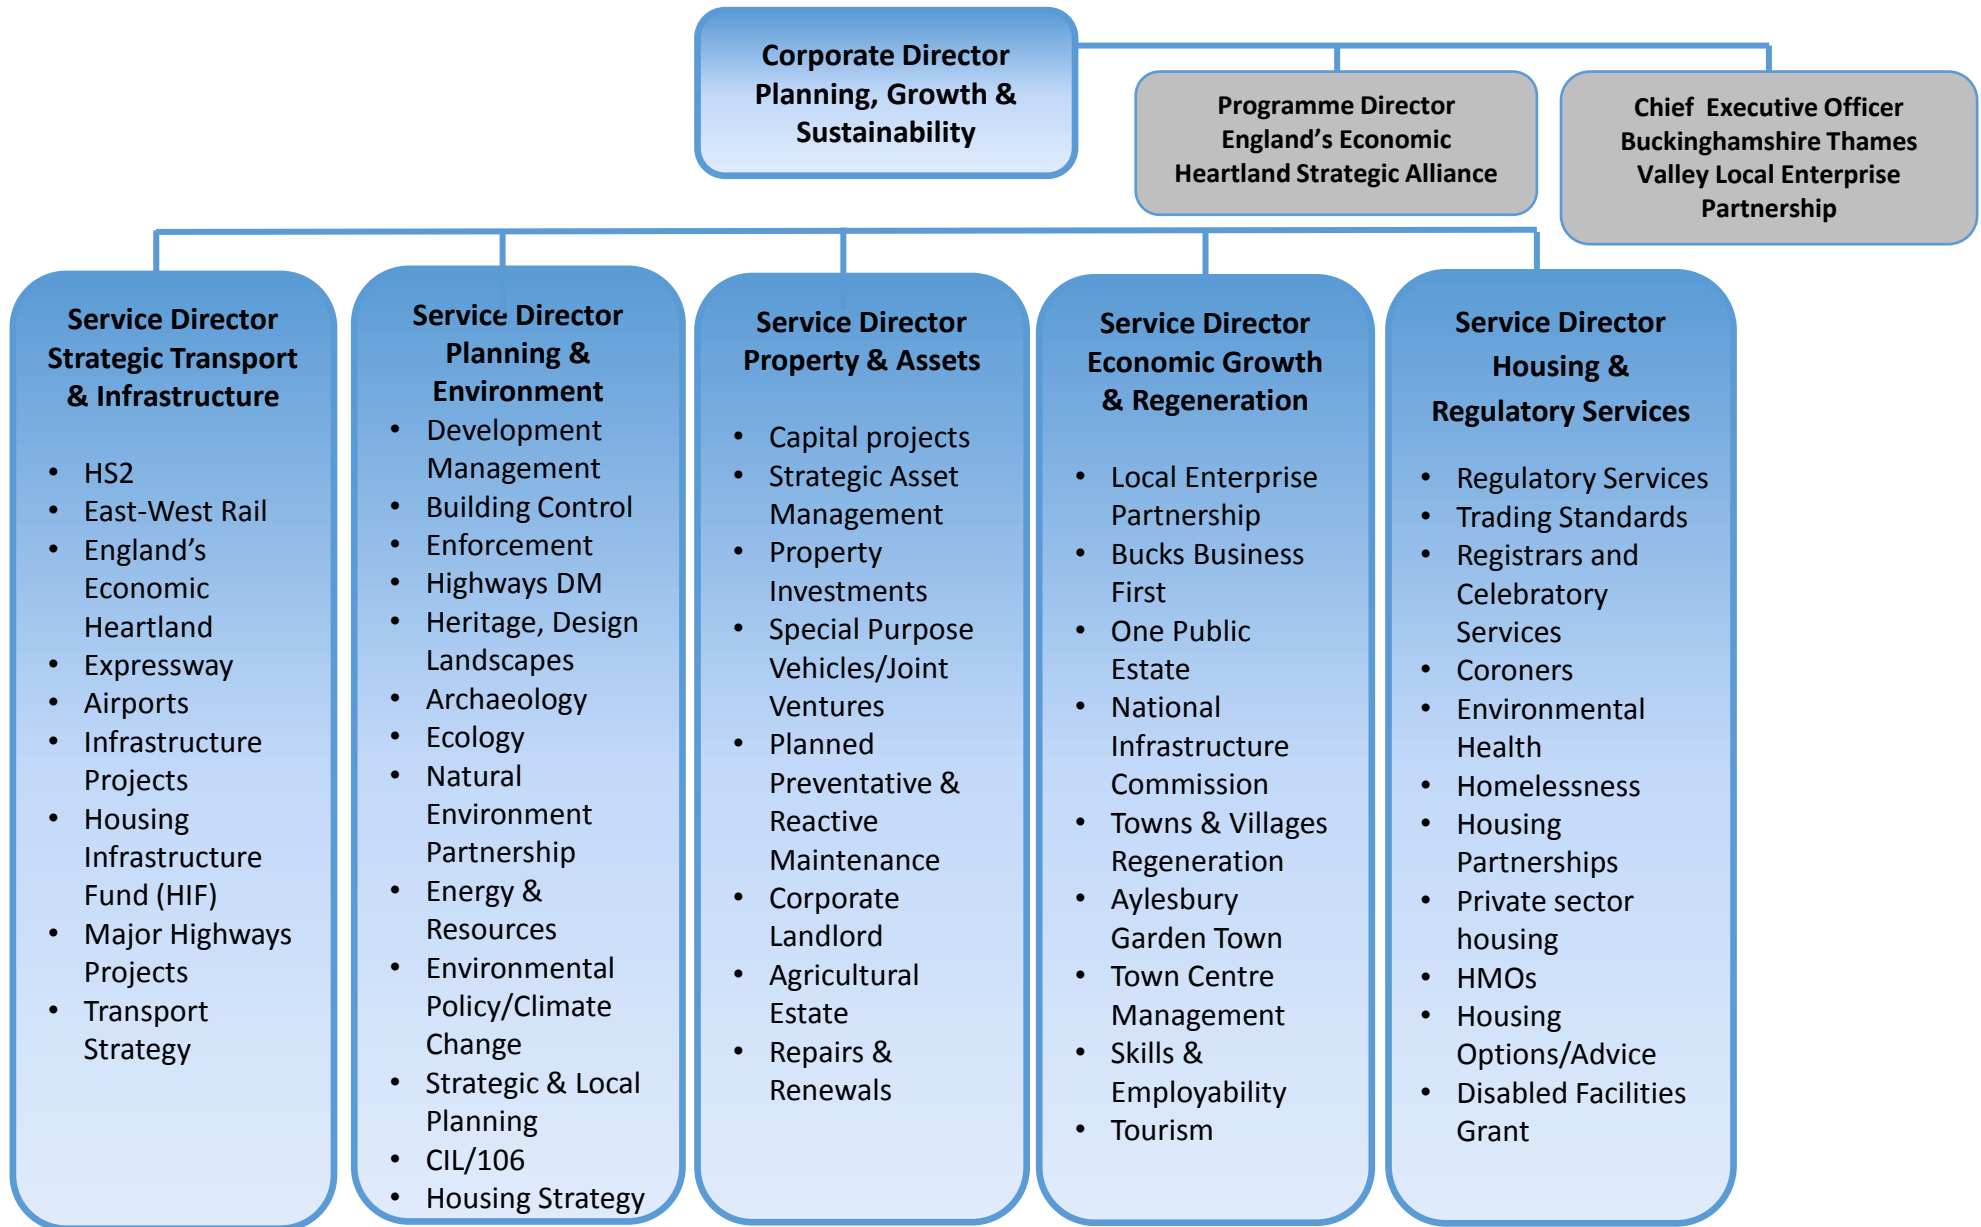 Corporate Director
Planning, Growth &
Sustainability
Programme Director
England’s Economic
Heartland Strategic Alliance
Chief Executive Officer
Buckinghamshire Thames
Valley Local Enterprise
Partnership
Service Director
Strategic Transport
& Infrastructure
• HS2
• East-West Rail
• England’s
Economic
Heartland
• Expressway
• Airports
• Infrastructure
Projects
• Housing
Infrastructure
Fund (HIF)
• Major Highways
Projects
• Transport
Strategy
Service Director
Planning &
Environment
• Development
Management
• Building Control
• Enforcement
• Highways DM
• Heritage, Design
Landscapes
• Archaeology
• Ecology
• Natural
Environment
Partnership
• Energy &
Resources
• Environmental
Policy/Climate
Change
• Strategic & Local
Planning
• CIL/106
• Housing Strategy
Service Director
Property & Assets
• Capital projects
• Strategic Asset
Management
• Property
Investments
• Special Purpose
Vehicles/Joint
Ventures
• Planned
Preventative &
Reactive
Maintenance
• Corporate
Landlord
• Agricultural
Estate
• Repairs &
Renewals
Service Director
Economic Growth
& Regeneration
• Local Enterprise
Partnership
• Bucks Business
First
• One Public
Estate
• National
Infrastructure
Commission
• Towns & Villages
Regeneration
• Aylesbury
Garden Town
• Town Centre
Management
• Skills &
Employability
• Tourism
Service Director
Housing &
Regulatory Services
• Regulatory Services
• Trading Standards
• Registrars and
Celebratory
Services
• Coroners
• Environmental
Health
• Homelessness
• Housing
Partnerships
• Private sector
housing
• HMOs
• Housing
Options/Advice
• Disabled Facilities
Grant